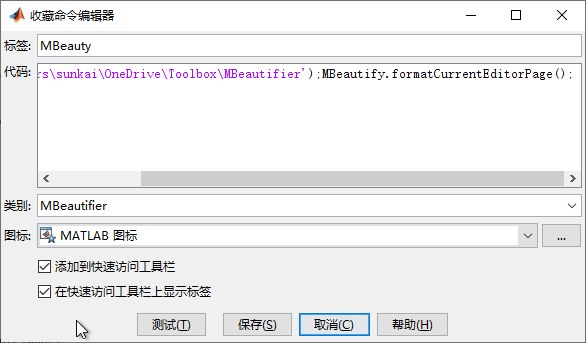 收藏命令编辑器
标签: MBeauty
代码: rs\sunkai\OneDrive\Toolbox\MBeautifier');MBeautify.formatCurrentEditorPage();
类别: MBeautifier
图标: MATLAB 图标 ...
添加到快速访问工具栏
在快速访问工具栏上显示标签
测试(T) 保存(S) 取消(C) 帮助(H)